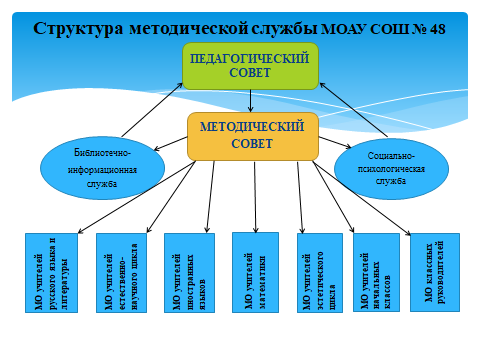 Структура методической службы МОАУ СОШ № 48
ПЕДАГОГИЧЕСКИЙ
СОВЕТ
МЕТОДИЧЕСКИЙ
СОВЕТ
Библиотечно-
информационная
служба
Социально-
психологическая
служба
МО учителей
русского языка и
литературы
МО учителей
естественно-
научного цикла
МО учителей
иностранных
языков
МО учителей
математики
МО учителей
эстетического
цикла
МО учителей
начальных
классов
МО классных
руководителей